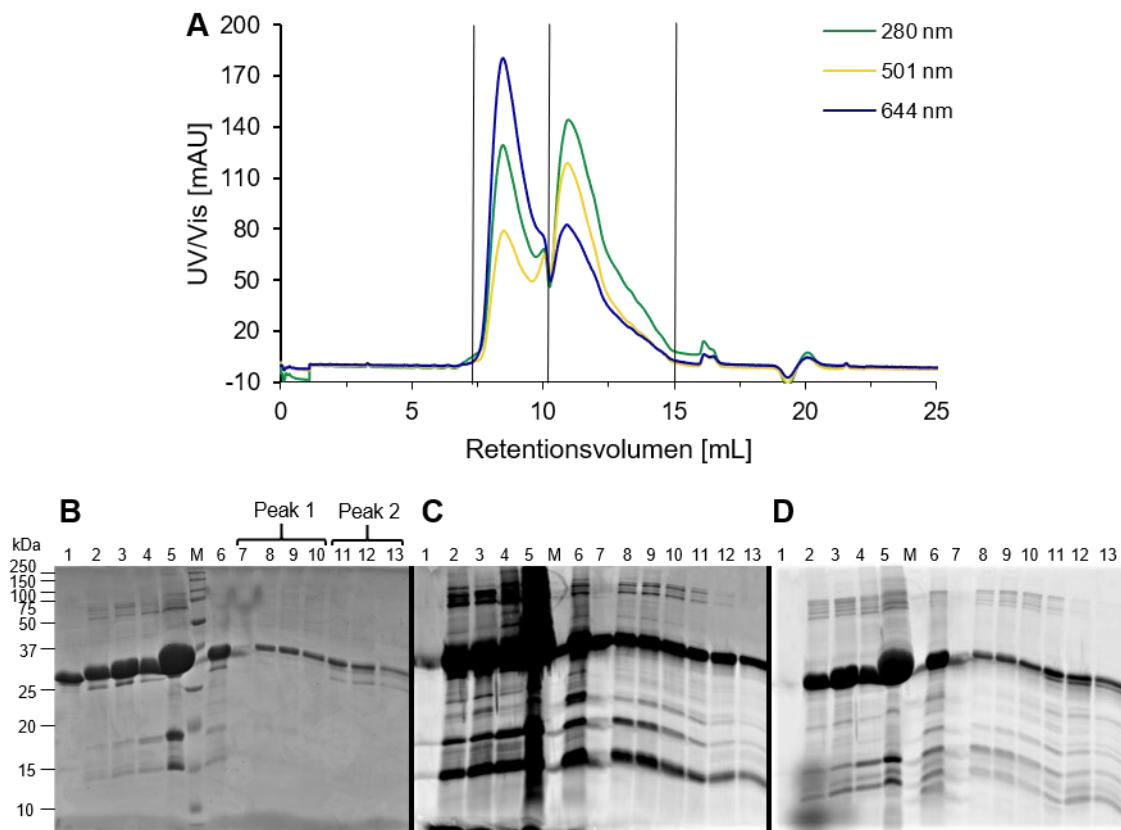 A
UV/Vis [mAU]
200
170
140
110
80
50
20
-10
0 5 10 15 20 25
Retentionsvolumen [mL]
280 nm
501 nm
644 nm
B
Peak 1 Peak 2
kDa
1 2 3 4 5 M 6 7 8 9 10 11 12 13
250
150
100
75
50
37
25
20
15
10
C
1 2 3 4 5 M 6 7 8 9 10 11 12 13
D
1 2 3 4 5 M 6 7 8 9 10 11 12 13